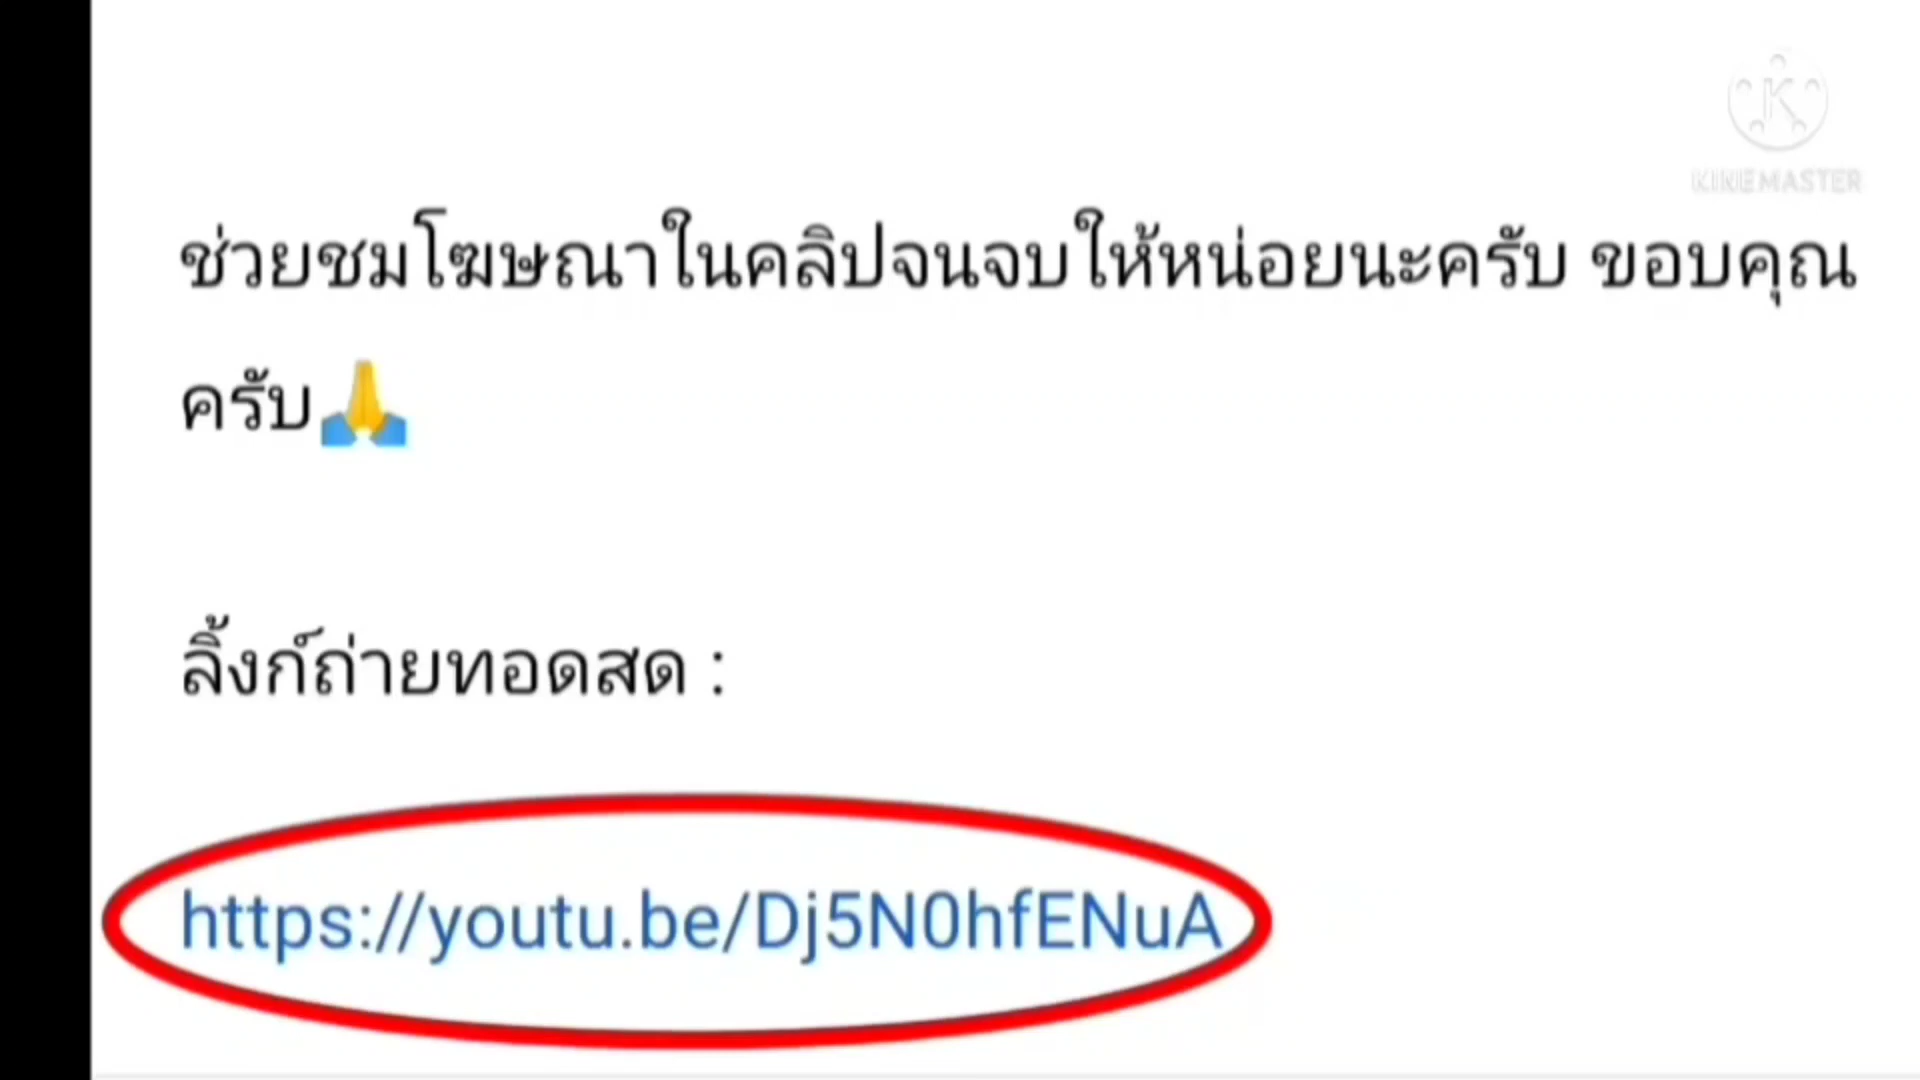 KINEMASTER
ช่วยชมโฆษณาในคลิปจนจบให้หน่อยนะครับ ขอบคุณ
ครับ🙏
ลิ้งก์ถ่ายทอดสด :
https://youtu.be/Dj5N0hfENuA